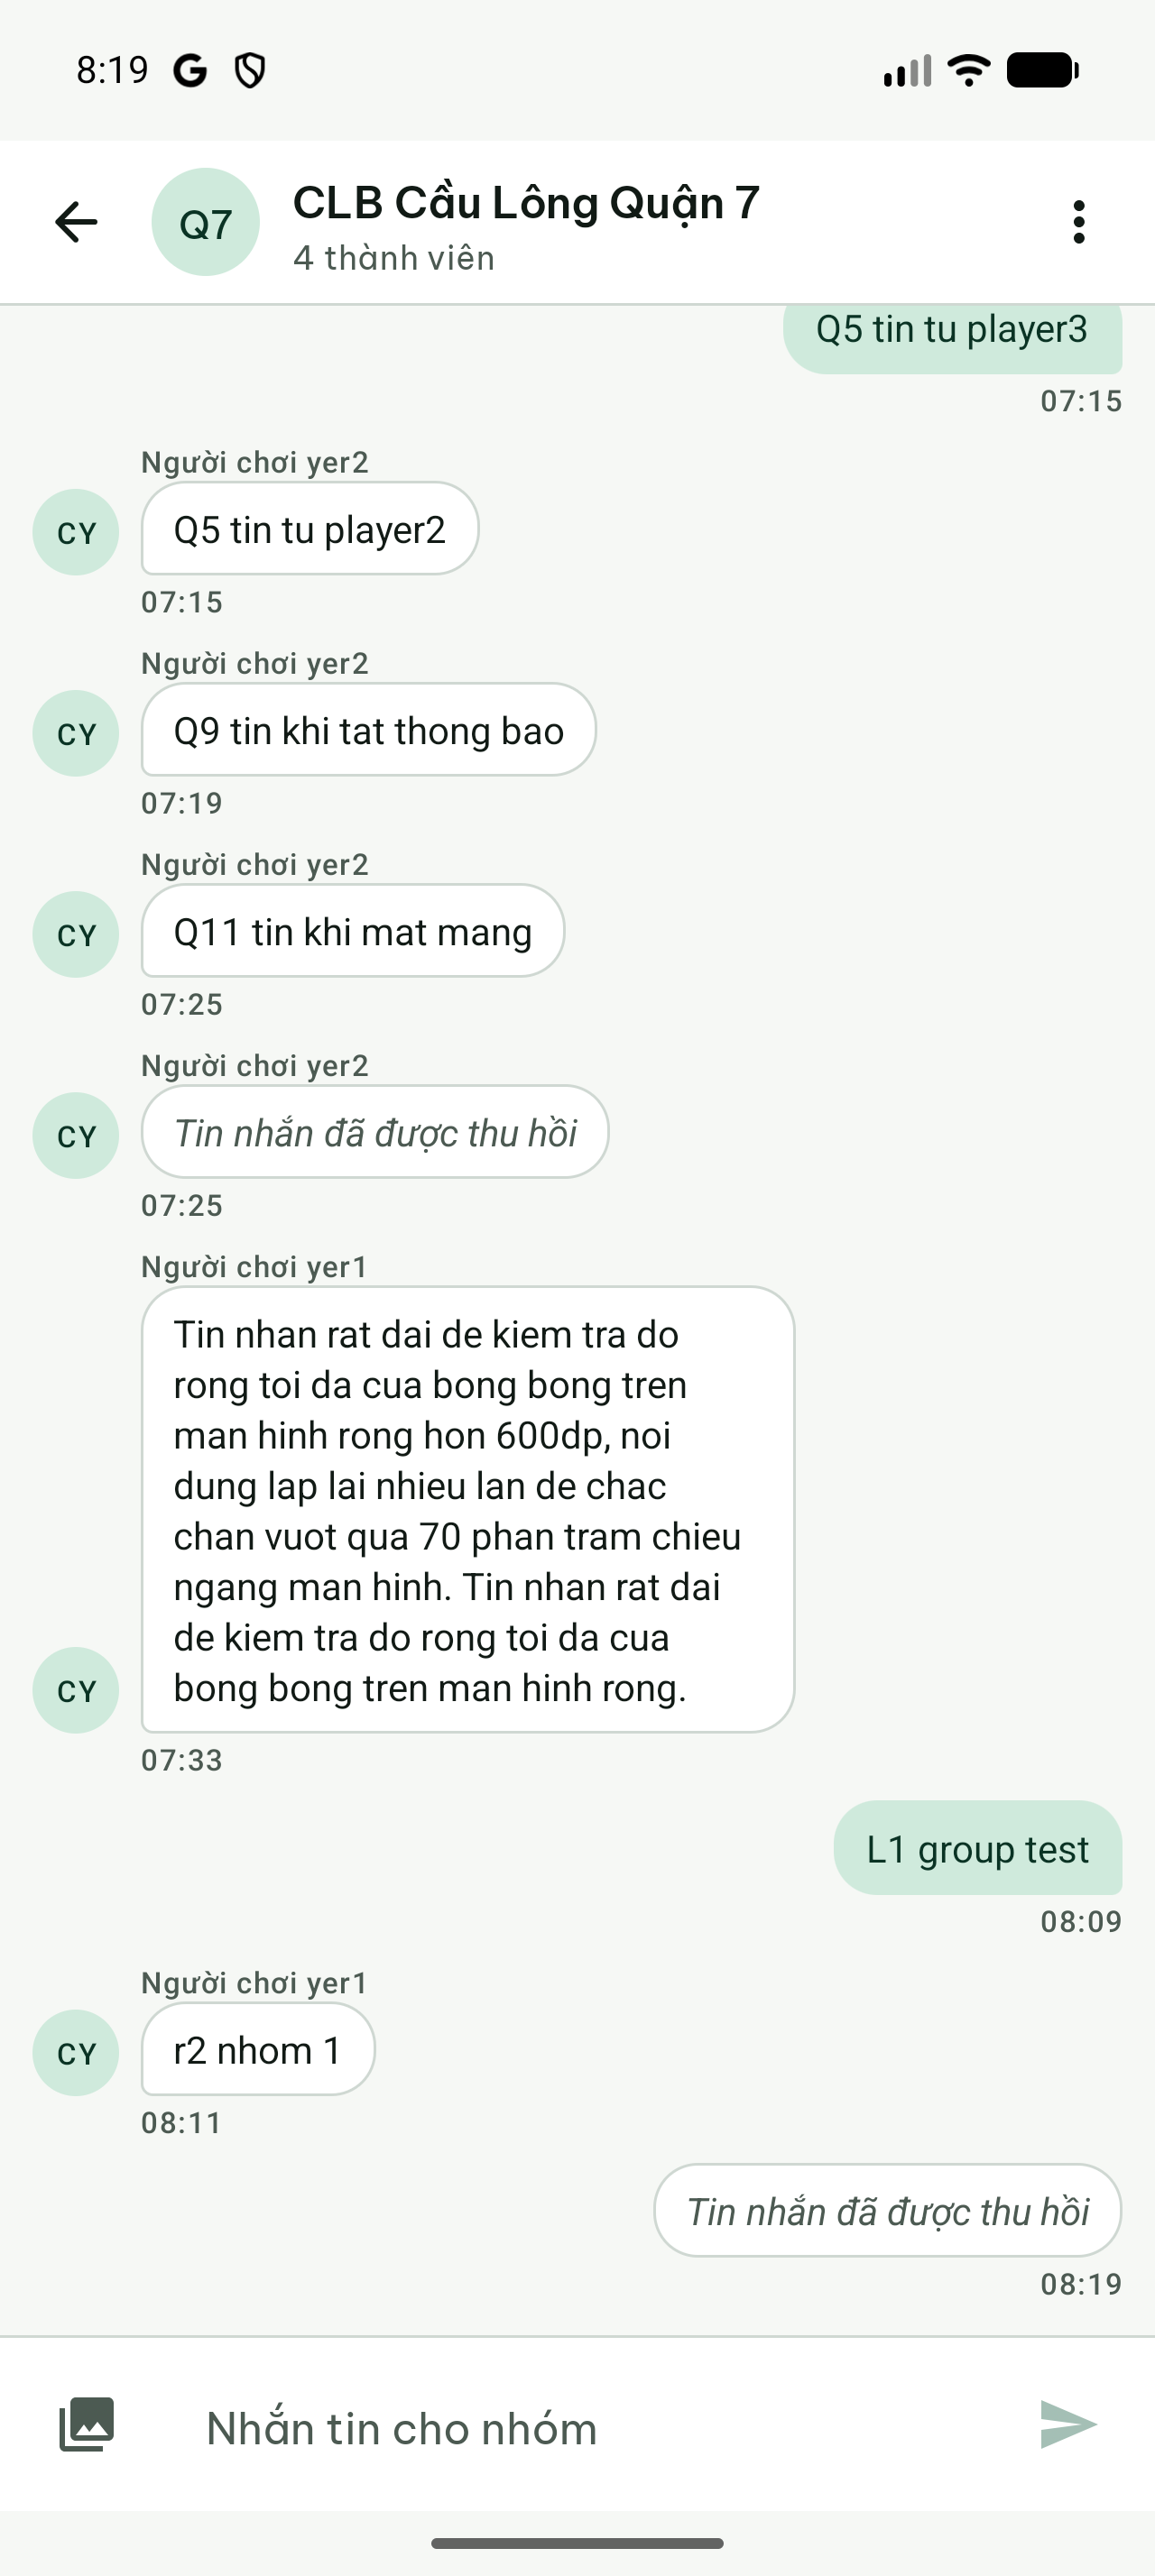 8:19
Q7
CLB Cầu Lông Quận 7
4 thành viên
Q5 tin tu player3
07:15
Người chơi yer2
CY
Q5 tin tu player2
07:15
Người chơi yer2
CY
Q9 tin khi tat thong bao
07:19
Người chơi yer2
CY
Q11 tin khi mat mang
07:25
Người chơi yer2
CY
Tin nhắn đã được thu hồi
07:25
Người chơi yer1
Tin nhan rat dai de kiem tra do
rong toi da cua bong bong tren
man hinh rong hon 600dp, noi
dung lap lai nhieu lan de chac
chan vuot qua 70 phan tram chieu
ngang man hinh. Tin nhan rat dai
de kiem tra do rong toi da cua
bong bong tren man hinh rong.
CY
07:33
L1 group test
08:09
Người chơi yer1
CY
r2 nhom 1
08:11
Tin nhắn đã được thu hồi
08:19
Nhắn tin cho nhóm